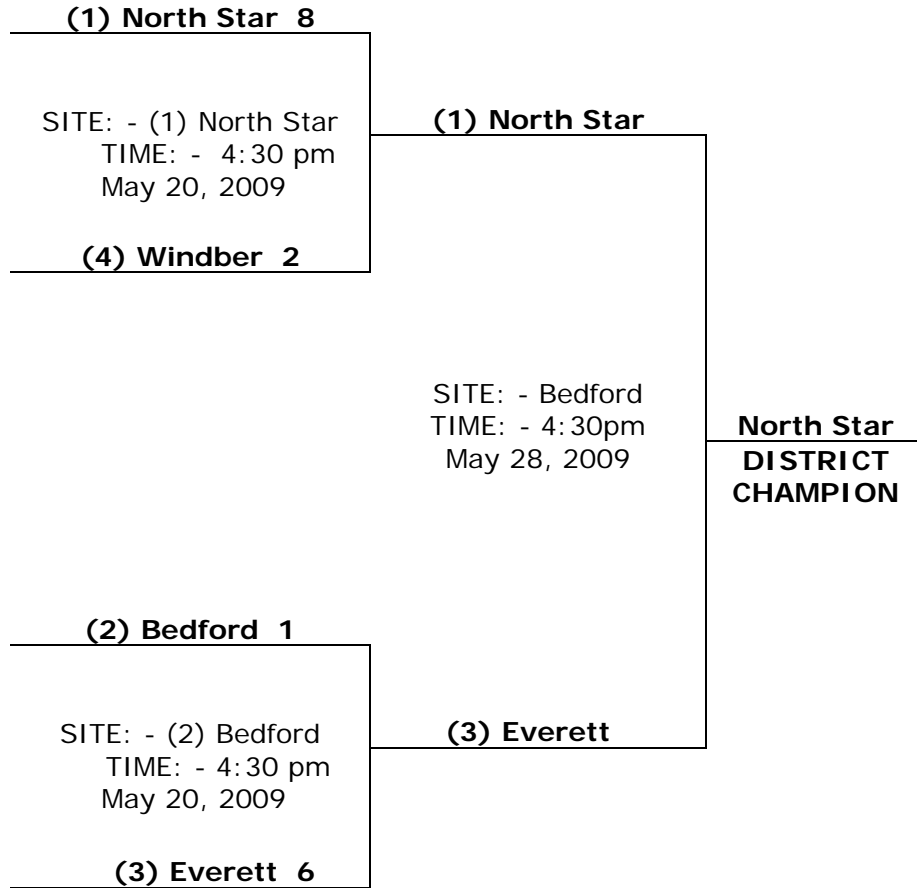 (1) North Star 8
SITE: - (1) North Star
TIME: - 4:30 pm
May 20, 2009
(1) North Star
(4) Windber 2
SITE: - Bedford
TIME: - 4:30pm
May 28, 2009
North Star
DISTRICT
CHAMPION
(2) Bedford 1
SITE: - (2) Bedford
TIME: - 4:30 pm
May 20, 2009
(3) Everett
(3) Everett 6